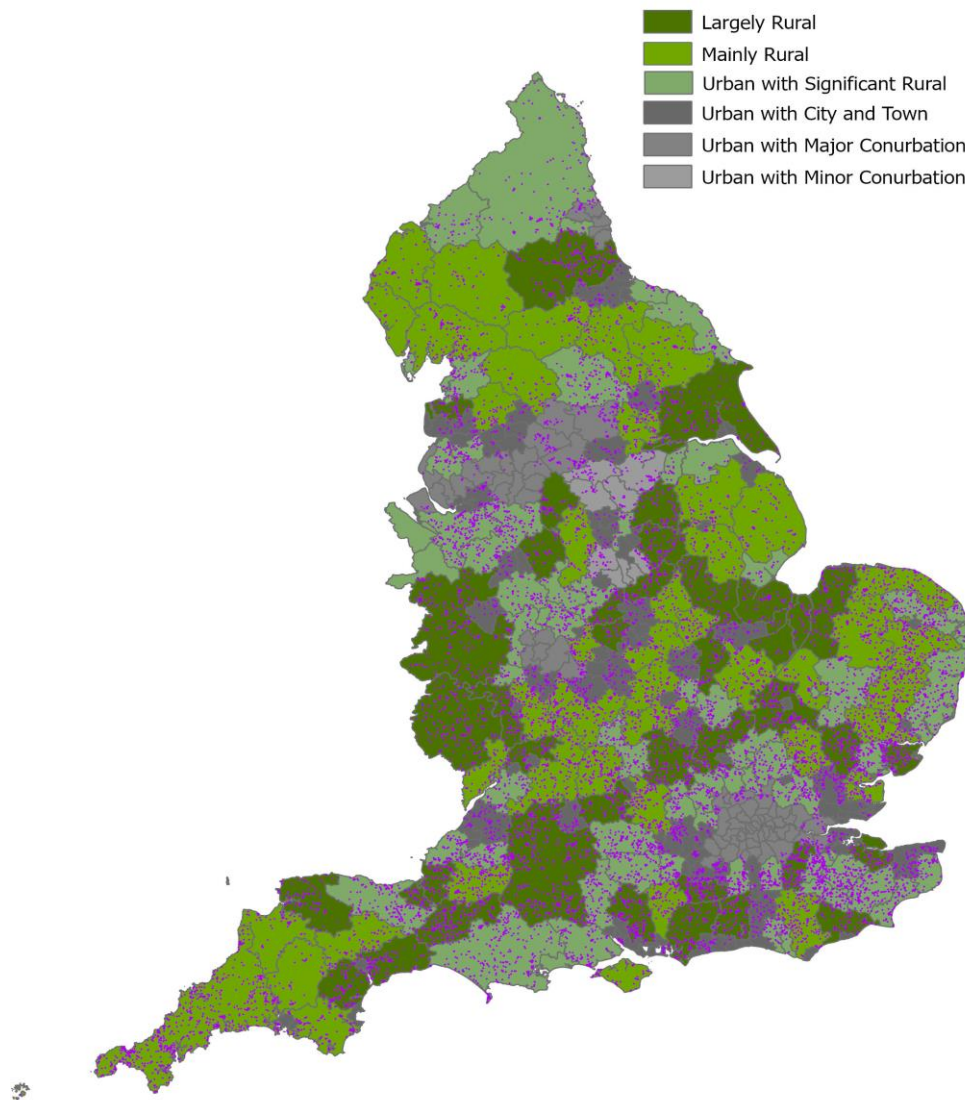 Largely Rural
Mainly Rural
Urban with Significant Rural
Urban with City and Town
Urban with Major Conurbation
Urban with Minor Conurbation